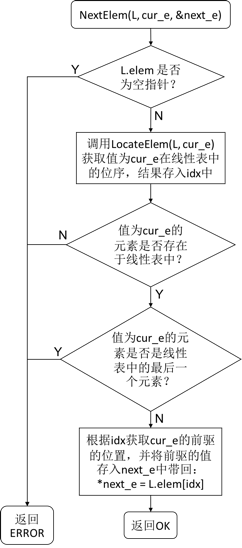 NextElem(L, cur_e, &next_e)
L.elem 是否
为空指针?
Y
N
调用LocateElem(L, cur_e)
获取值为cur_e在线性表中
的位序，结果存入idx中
值为cur_e的
元素是否存在
于线性表中?
N
Y
值为cur_e的元
素是否是线性
表中的最后一
个元素?
Y
N
根据idx获取cur_e的前驱
的位置，并将前驱的值
存入next_e中带回：
*next_e = L.elem[idx]
返回
ERROR
返回OK